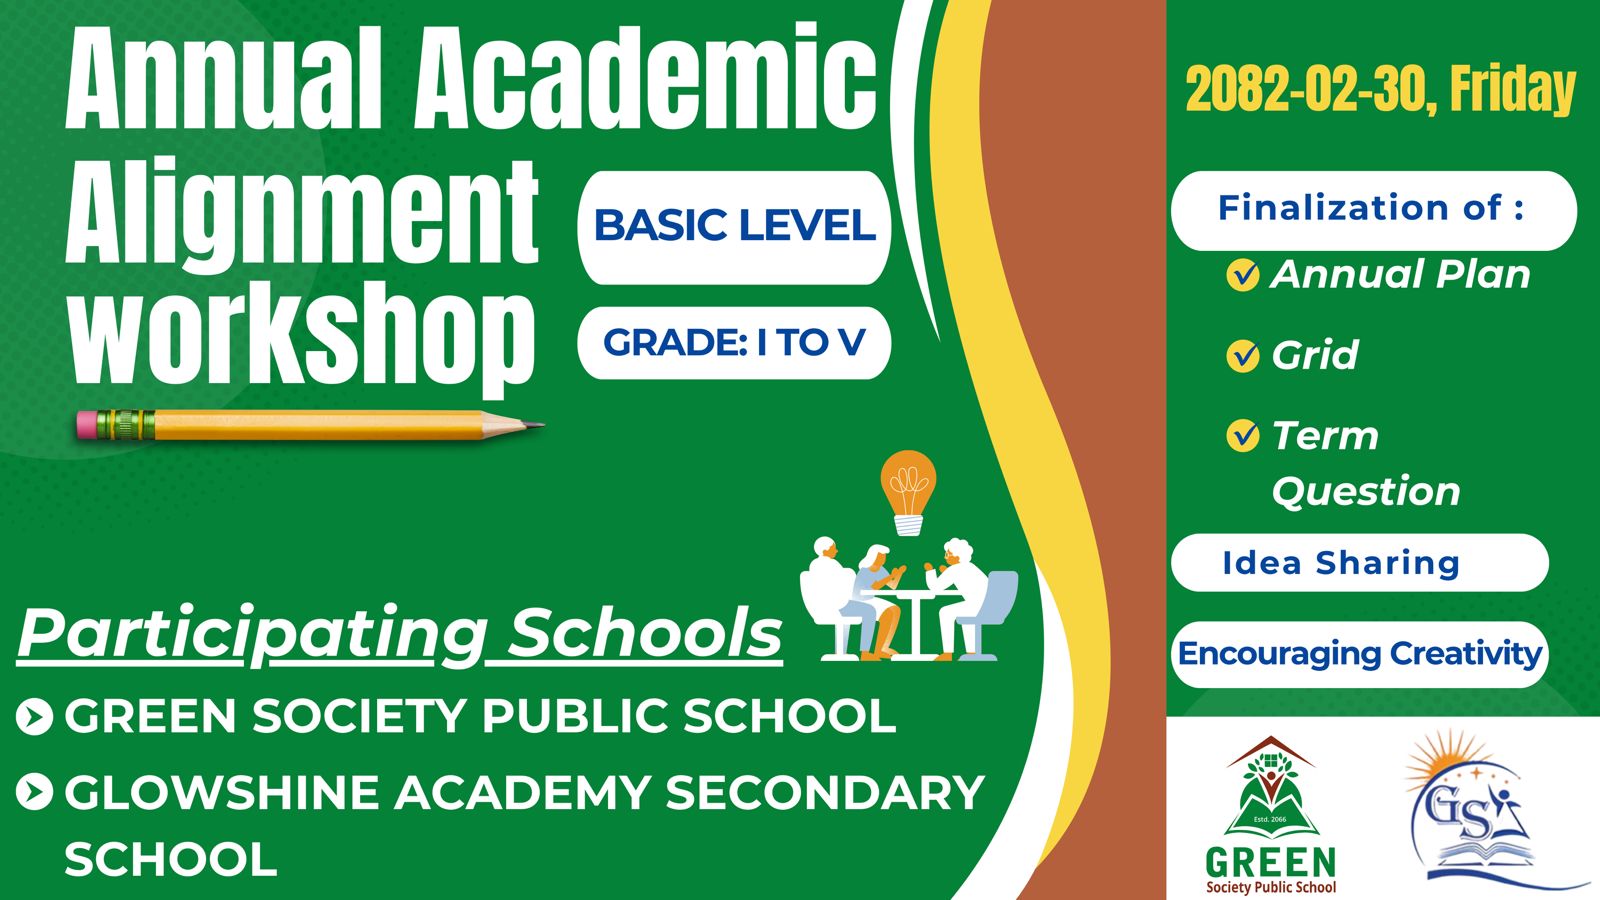 Annual Academic
Alignment
workshop
BASIC LEVEL
GRADE: I TO V
Participating Schools
GREEN SOCIETY PUBLIC SCHOOL
GLOWSHINE ACADEMY SECONDARY
SCHOOL
2082-02-30, Friday
Finalization of :
Annual Plan
Grid
Term
Question
Idea Sharing
Encouraging Creativity
Estd. 2066
GREEN
Society Public School
GS